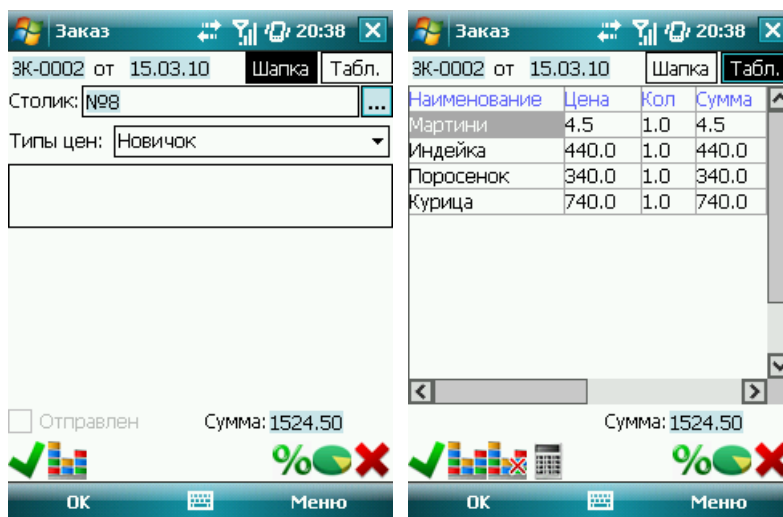 Заказ 20:38
ЗК-0002 от 15.03.10 Шапка Табл.
Столик: №8 ...
Типы цен: Новичок
Отправлен Сумма: 1524.50
%
ОК Меню
Заказ 20:38
ЗК-0002 от 15.03.10 Шапка Табл.
Наименование Цена Кол Сумма
Мартини 4.5 1.0 4.5
Индейка 440.0 1.0 440.0
Поросенок 340.0 1.0 340.0
Курица 740.0 1.0 740.0
Сумма: 1524.50
%
ОК Меню